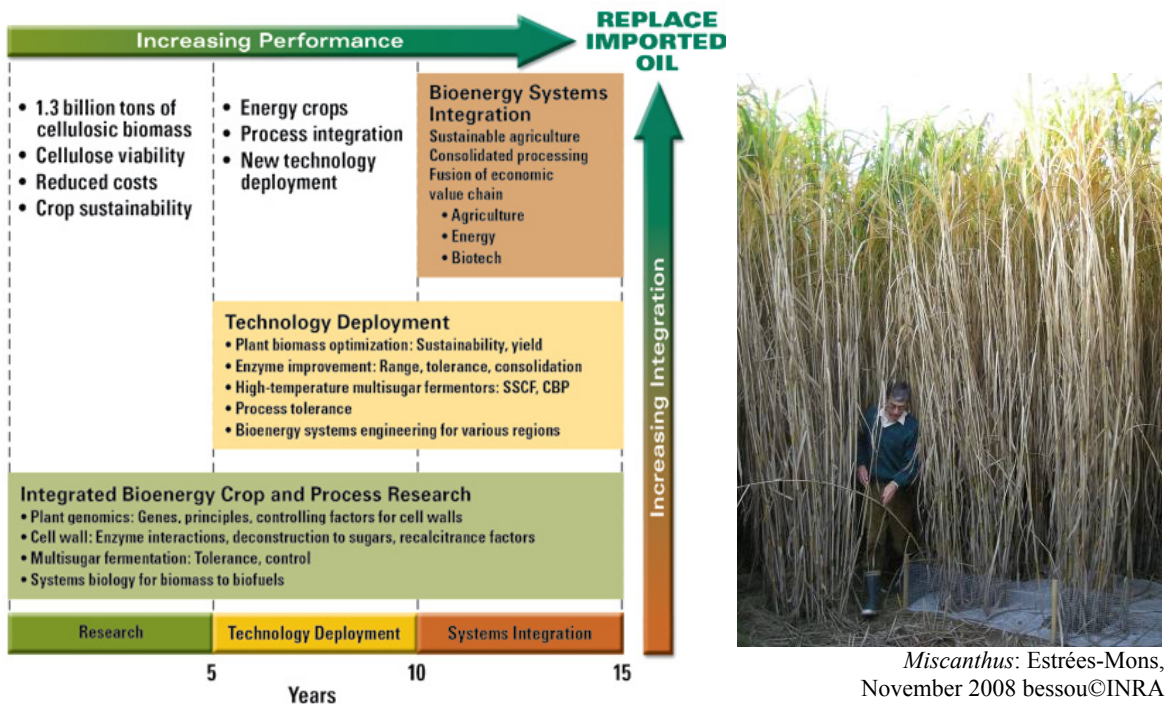 Increasing Performance
REPLACE
IMPORTED
OIL
• 1.3 billion tons of
cellulosic biomass
• Cellulose viability
• Reduced costs
• Crop sustainability
• Energy crops
• Process integration
• New technology
deployment
Bioenergy Systems
Integration
Sustainable agriculture
Consolidated processing
Fusion of economic
value chain
• Agriculture
• Energy
• Biotech
Technology Deployment
• Plant biomass optimization: Sustainability, yield
• Enzyme improvement: Range, tolerance, consolidation
• High-temperature multisugar fermentors: SSCF, CBP
• Process tolerance
• Bioenergy systems engineering for various regions
Integrated Bioenergy Crop and Process Research
• Plant genomics: Genes, principles, controlling factors for cell walls
• Cell wall: Enzyme interactions, deconstruction to sugars, recalcitrance factors
• Multisugar fermentation: Tolerance, control
• Systems biology for biomass to biofuels
Research
Technology Deployment
Systems Integration
5
10
15
Years
Increasing Integration
Miscanthus: Estrées-Mons,
November 2008 bessou©INRA